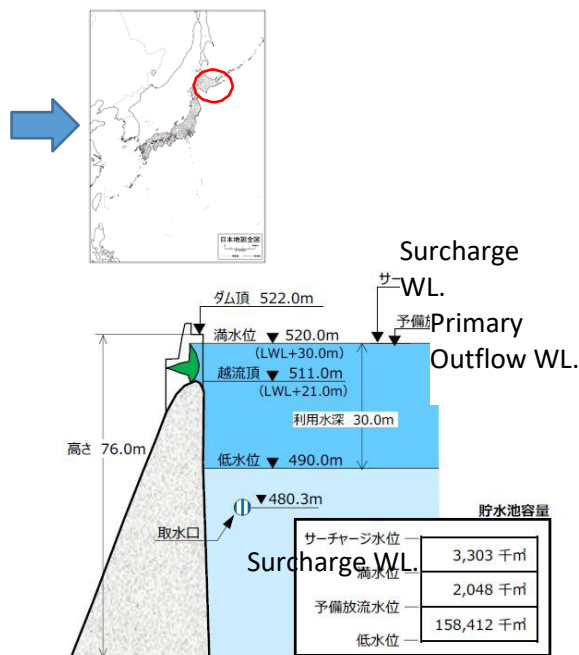 日本地図全図
Surcharge
サー WL.
ダム頂 522.0m
満水位 520.0m
(LWL+30.0m)
予備放 Primary
Outflow WL.
越流頂 511.0m
(LWL+21.0m)
利用水深 30.0m
高さ 76.0m
低水位 490.0m
480.3m
取水口
貯水池容量
サーチャージ水位
3,303 千㎥
Surcharge WL.
満水位
2,048 千㎥
予備放流水位
158,412 千㎥
低水位